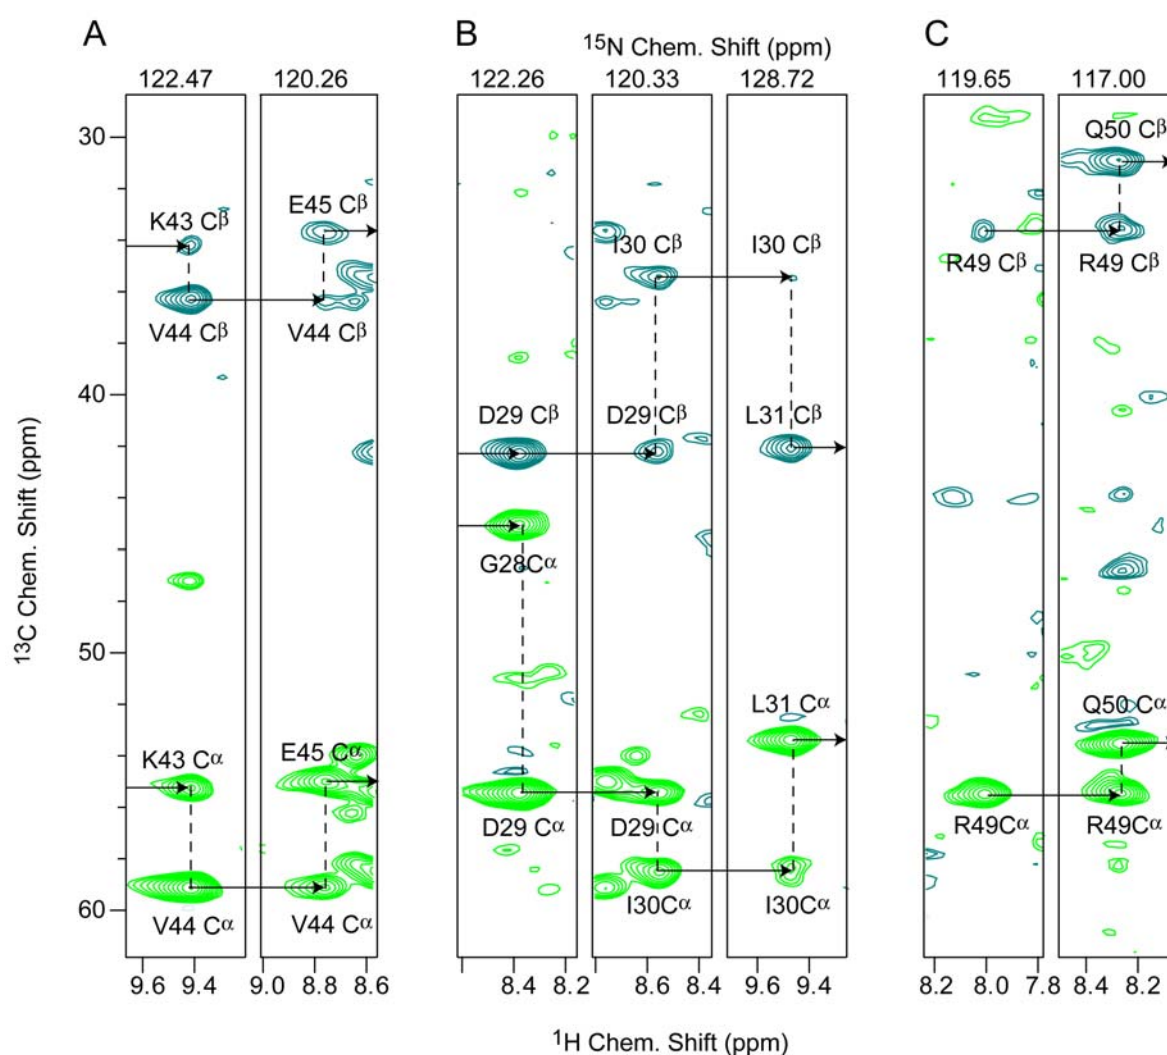 A B C
15N Chem. Shift (ppm)
122.47 120.26 122.26 120.33 128.72 119.65 117.00
30
40
50
60
13C Chem. Shift (ppm)
K43 Cβ
V44 Cβ
K43 Cα
V44 Cα
E45 Cβ
V44 Cβ
E45 Cα
V44 Cα
D29 Cβ
G28Cα
D29 Cα
I30 Cβ
D29 Cβ
D29 Cα
I30Cα
I30 Cβ
L31 Cβ
L31 Cα
I30Cα
R49 Cβ
R49Cα
Q50 Cβ
R49 Cβ
Q50 Cα
R49Cα
9.6 9.4 9.0 8.8 8.6 8.4 8.2 8.6 8.4 9.6 9.4 8.2 8.0 7.8 8.2
1H Chem. Shift (ppm)